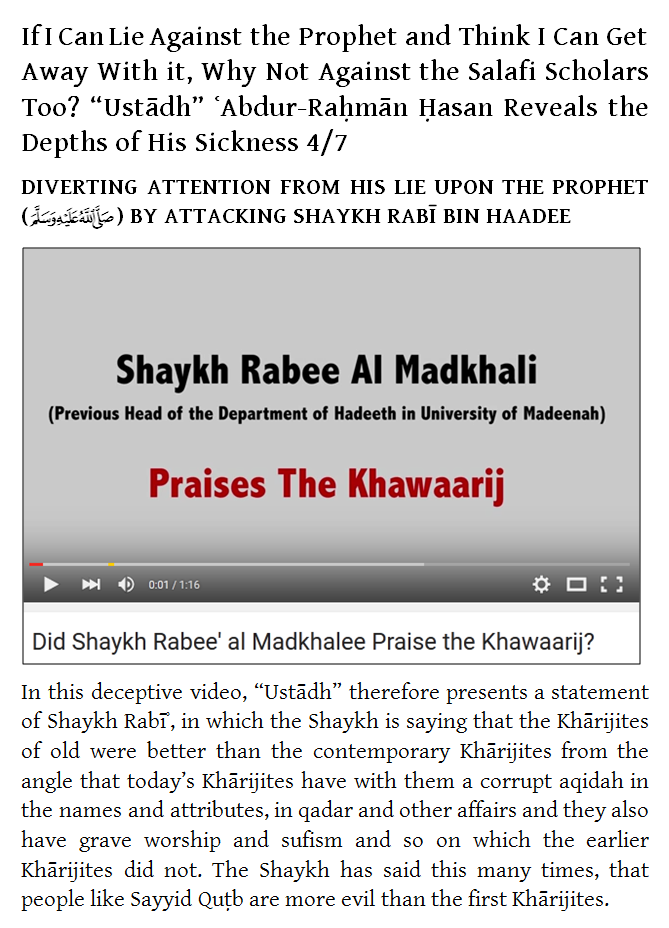 If I Can Lie Against the Prophet and Think I Can Get
Away With it, Why Not Against the Salafi Scholars
Too? “Ustādh” ʿAbdur-Raḥmān Ḥasan Reveals the
Depths of His Sickness 4/7
DIVERTING ATTENTION FROM HIS LIE UPON THE PROPHET
(صَلَّى اللَّهُ عَلَيْهِ وَسَلَّمَ) BY ATTACKING SHAYKH RABĪ BIN HAADEE
Shaykh Rabee Al Madkhali
(Previous Head of the Department of Hadeeth in University of Madeenah)
Praises The Khawaarij
0:01 / 1:16
Did Shaykh Rabee' al Madkhalee Praise the Khawaarij?
In this deceptive video, “Ustādh” therefore presents a statement
of Shaykh Rabīʿ, in which the Shaykh is saying that the Khārijites
of old were better than the contemporary Khārijites from the
angle that today’s Khārijites have with them a corrupt aqidah in
the names and attributes, in qadar and other affairs and they also
have grave worship and sufism and so on which the earlier
Khārijites did not. The Shaykh has said this many times, that
people like Sayyid Quṭb are more evil than the first Khārijites.